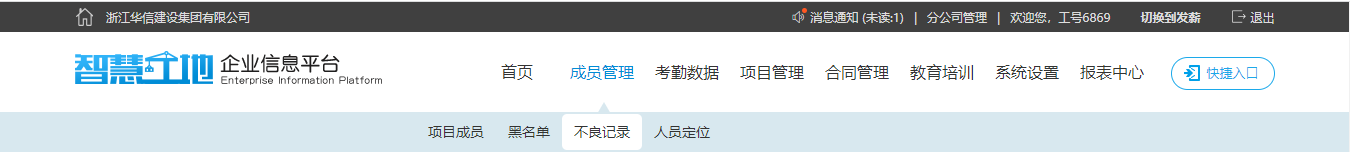 浙江华信建设集团有限公司 消息通知 (未读:1) | 分公司管理 | 欢迎您，工号6869 切换到发薪 退出
智慧工地 企业信息平台 首页 成员管理 考勤数据 项目管理 合同管理 教育培训 系统设置 报表中心 快捷入口
Enterprise Information Platform
项目成员 黑名单 不良记录 人员定位